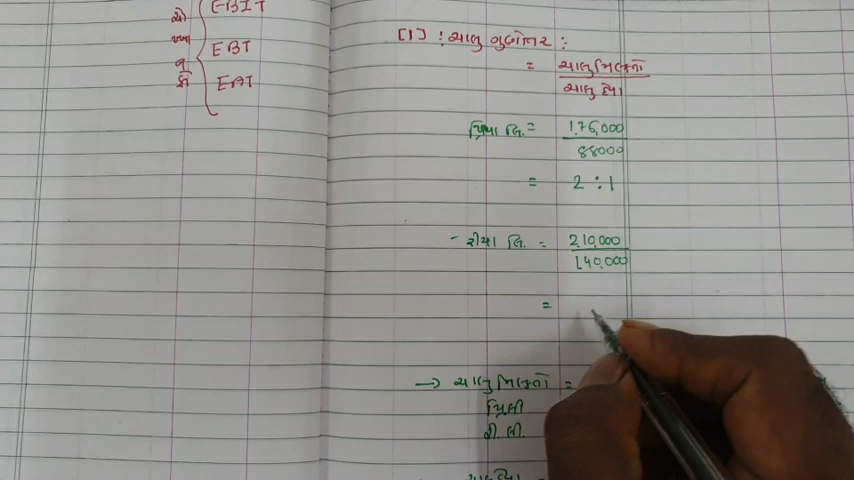 EBIT
EBT
EAT
[1] : ચાલુ ગુણોત્તર :
= ચાલુ મિલકતો
ચાલુ દેવા
પ્રિયા લિ. = 1,76,000
88000
= 2 : 1
- રીયા લિ. = 2,10,000
1,40,000
=
→ ચાલુ મિલકતો =